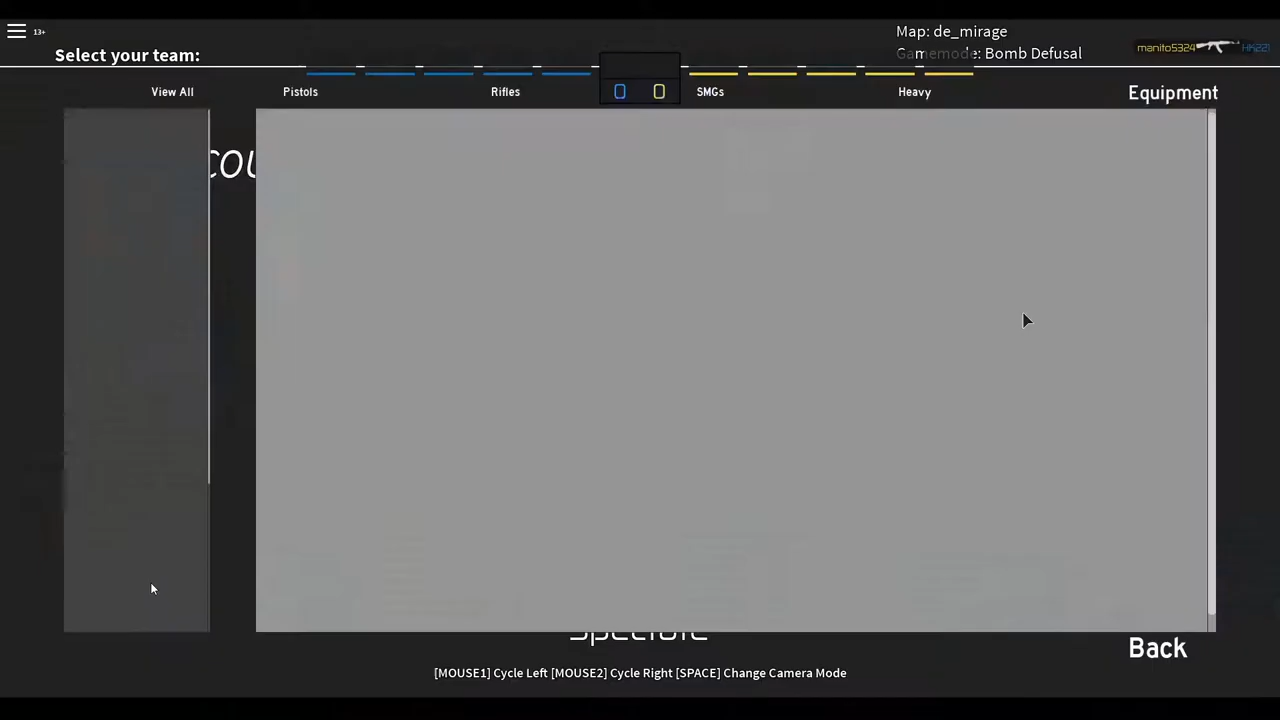 13+
Select your team:
Map: de_mirage
Gamemode: Bomb Defusal
manito5324 HK221
View All
Pistols
Rifles
0 0
SMGs
Heavy
Equipment
Back
[MOUSE1] Cycle Left [MOUSE2] Cycle Right [SPACE] Change Camera Mode